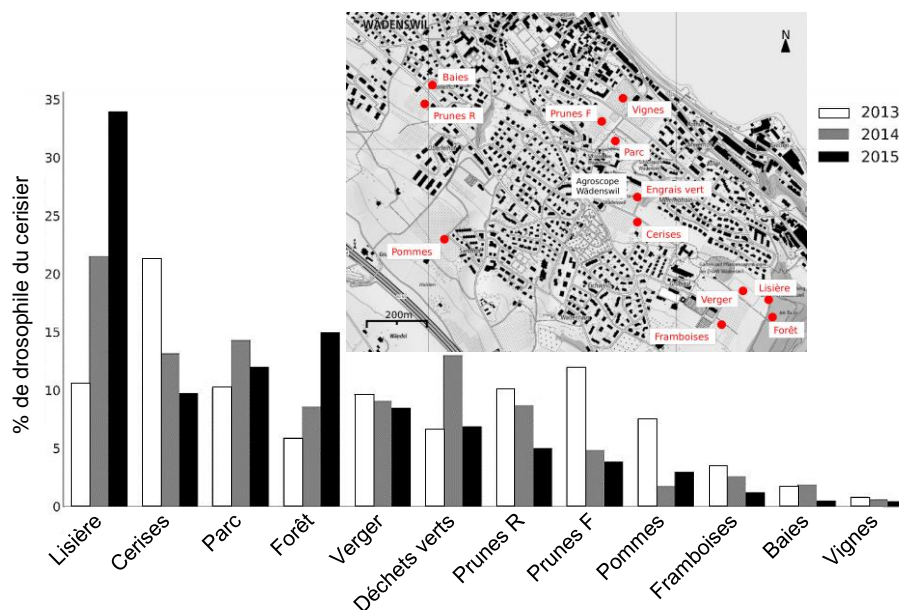 WÄDENSWIL
N
Baies
Prunes R
Vignes
Prunes F
Parc
Agroscope
Wädenswil
Engrais vert
Cerises
Pommes
Verger
Lisière
Framboises
Forêt
200m
2013
2014
2015
% de drosophile du cerisier
35
30
25
20
15
10
5
0
Lisière
Cerises
Parc
Forêt
Verger
Déchets verts
Prunes R
Prunes F
Pommes
Framboises
Baies
Vignes